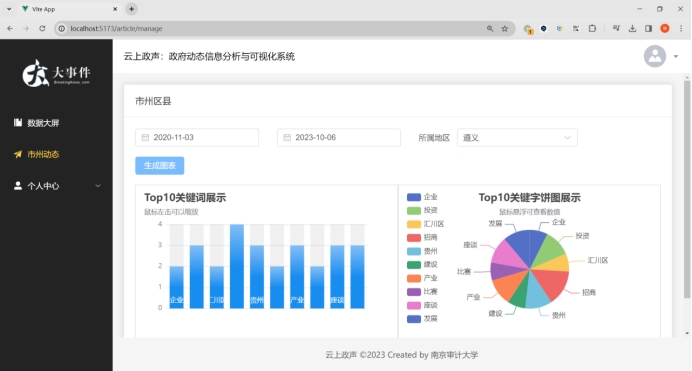 Vite App
localhost:5173/article/manage
大事件
云上政声：政府动态信息分析与可视化系统
数据大屏
市州动态
个人中心
市州区县
2020-11-03
2023-10-06
所属地区
遵义
生成图表
Top10关键词展示
鼠标左击可以缩放
4
3
2
1
0
企业
汇川区
贵州
产业
座谈
Top10关键字饼图展示
鼠标悬浮可查看数值
企业
投资
汇川区
招商
贵州
建设
产业
比赛
座谈
发展
发展
企业
座谈
投资
比赛
汇川区
产业
招商
建设
贵州
云上政声 ©2023 Created by 南京审计大学